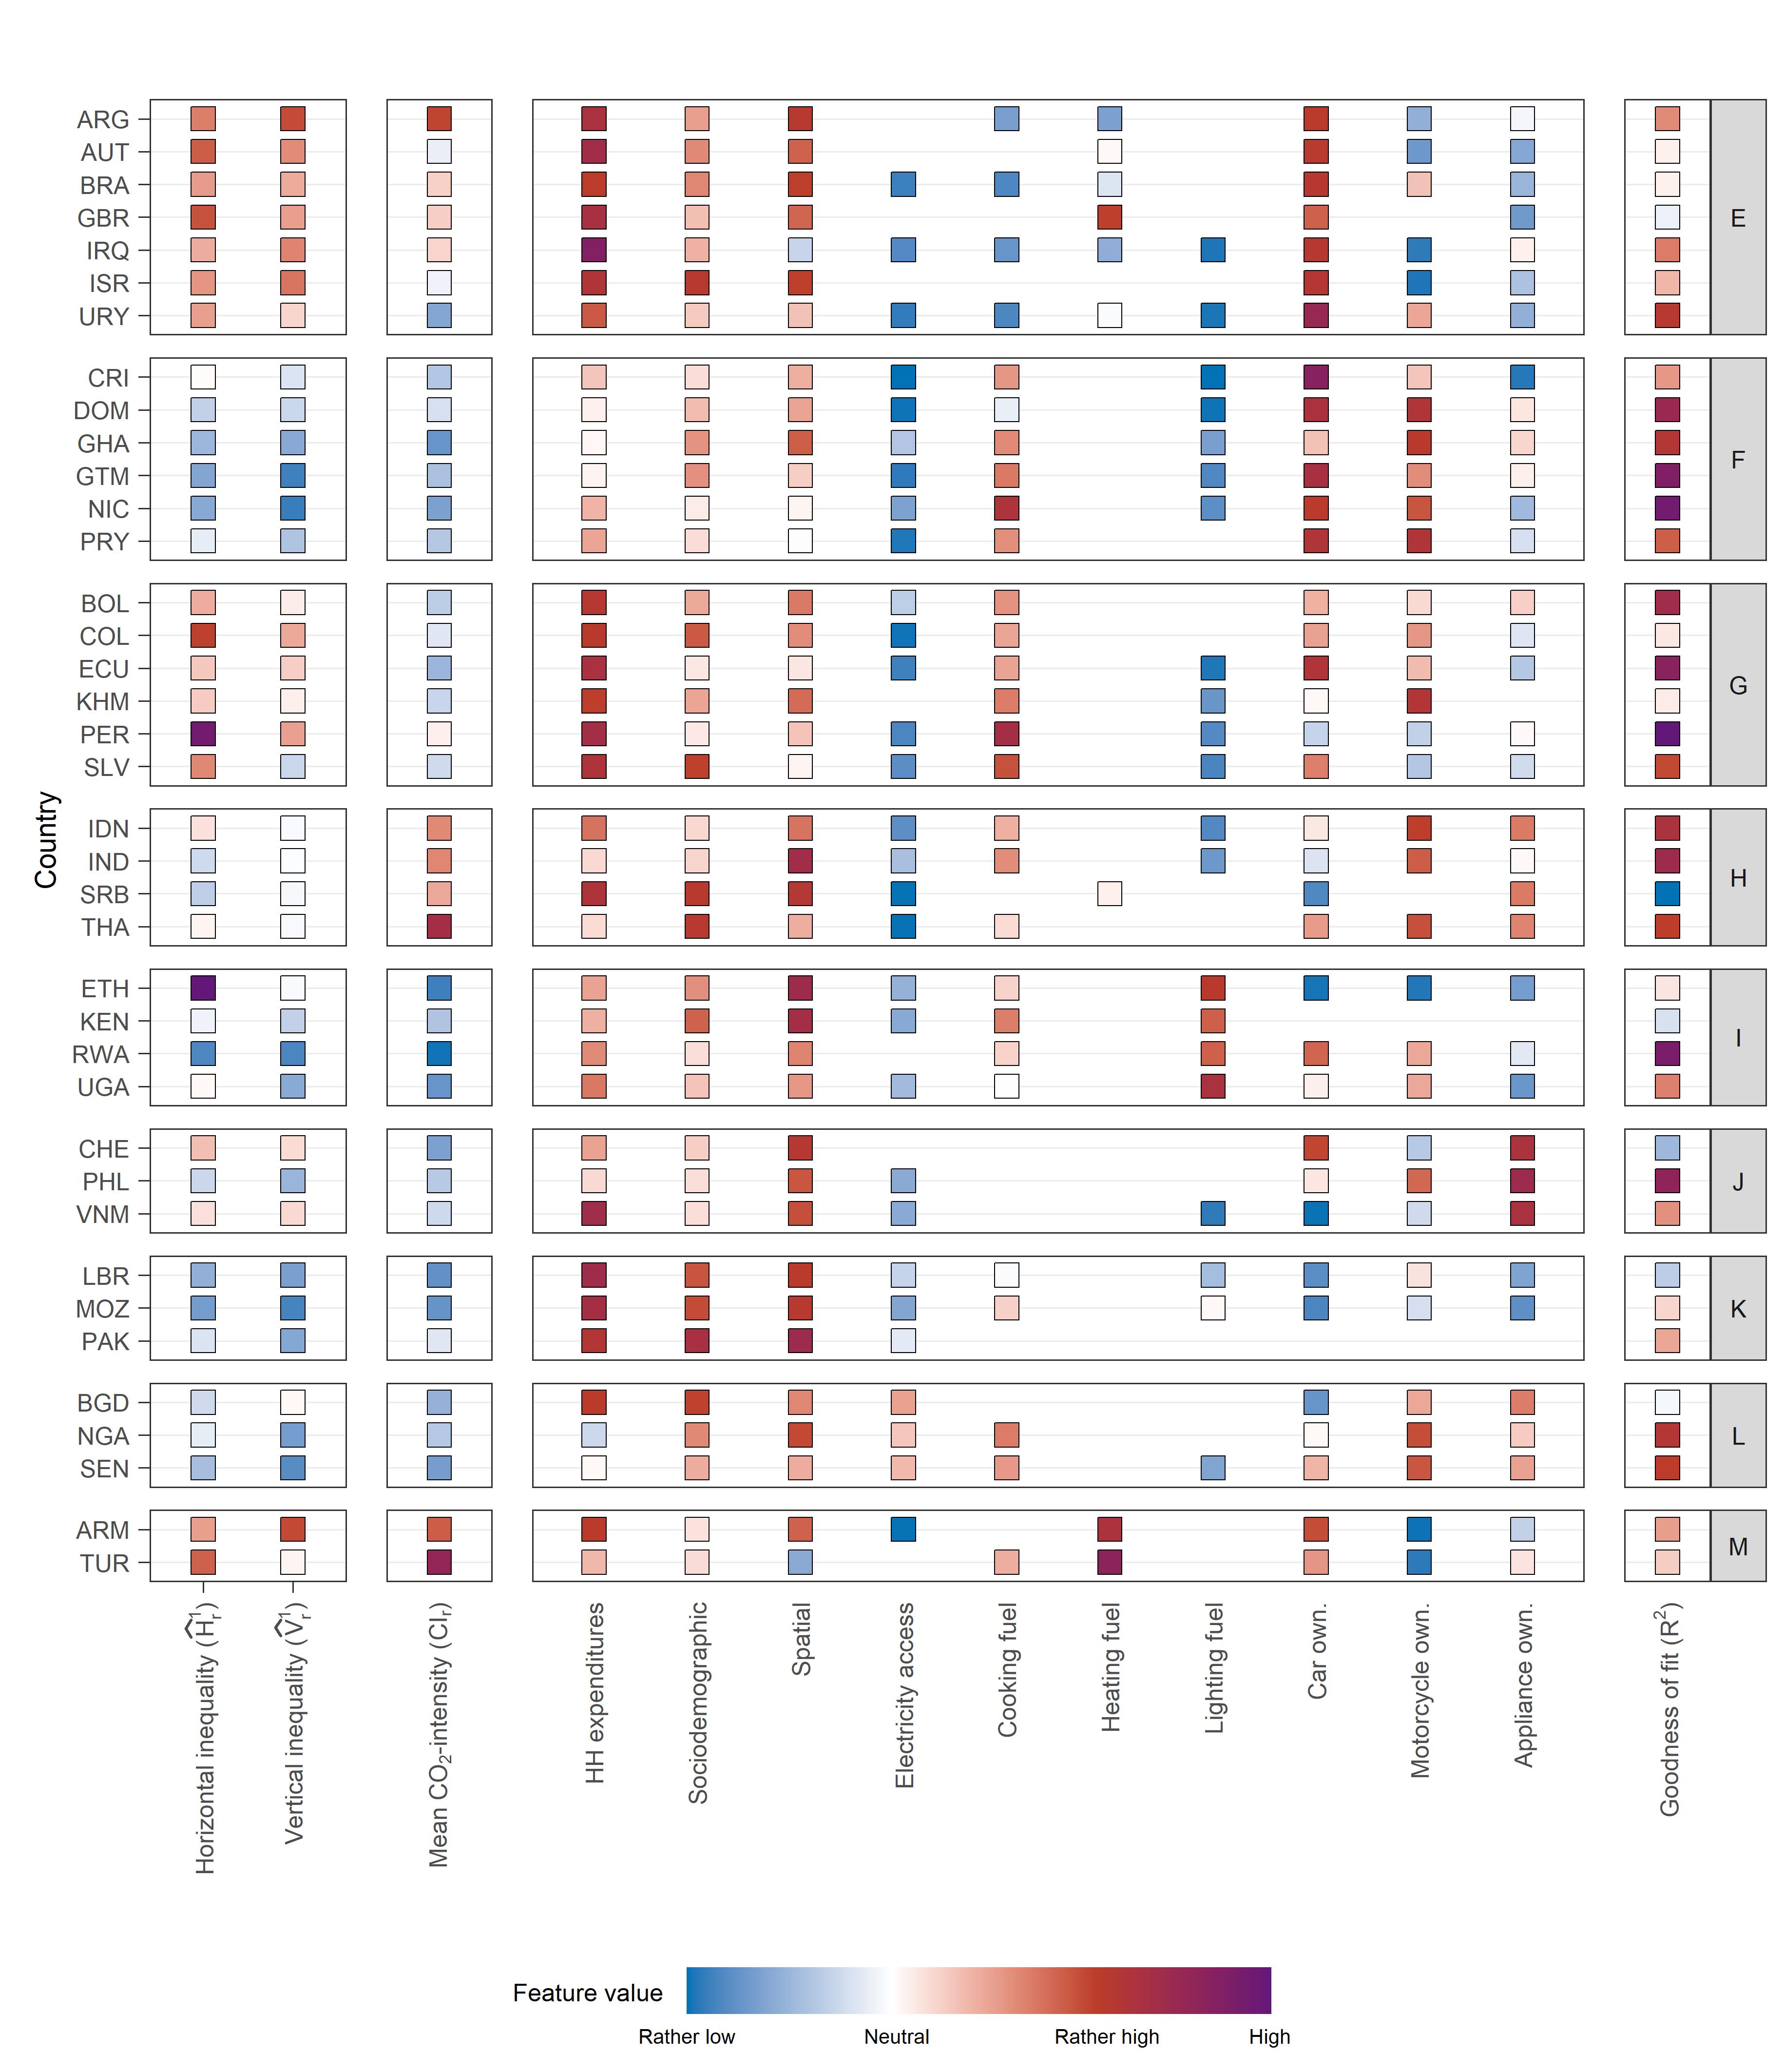 ARG
AUT
BRA
GBR
IRQ
ISR
URY
E
CRI
DOM
GHA
GTM
NIC
PRY
F
BOL
COL
ECU
KHM
PER
SLV
G
IDN
IND
SRB
THA
H
ETH
KEN
RWA
UGA
I
CHE
PHL
VNM
J
LBR
MOZ
PAK
K
BGD
NGA
SEN
L
ARM
TUR
M
Country
Horizontal inequality (Ĥ¹ᵣ)
Vertical inequality (V̂¹ᵣ)
Mean CO₂-intensity (CIᵣ)
HH expenditures
Sociodemographic
Spatial
Electricity access
Cooking fuel
Heating fuel
Lighting fuel
Car own.
Motorcycle own.
Appliance own.
Goodness of fit (R²)
Feature value
Rather low Neutral Rather high High